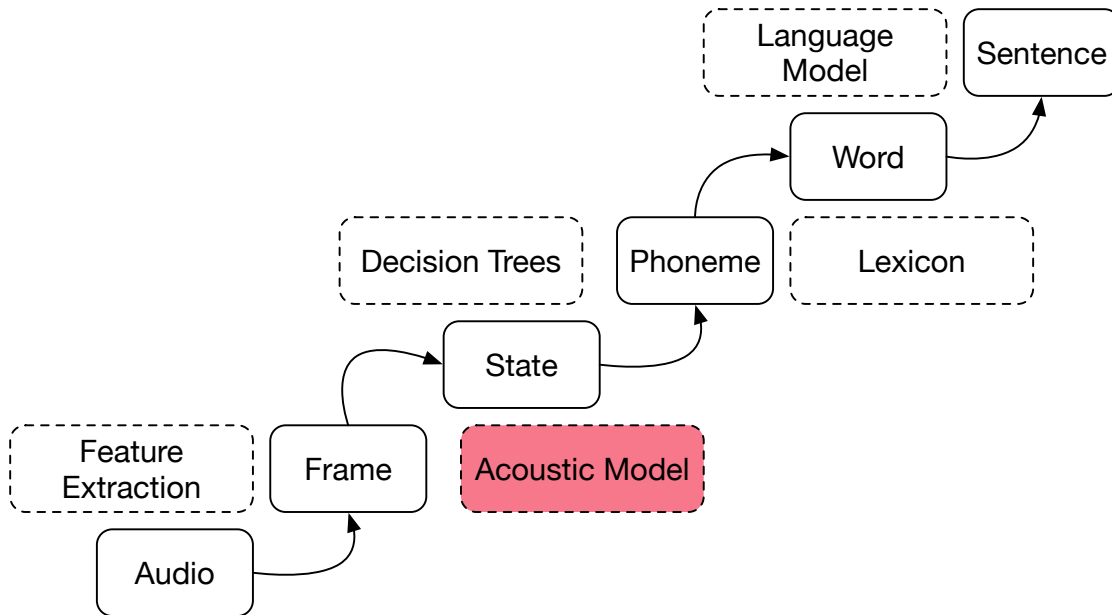 Language
Model
Sentence
Word
Decision Trees
Phoneme
Lexicon
State
Feature
Extraction
Frame
Acoustic Model
Audio